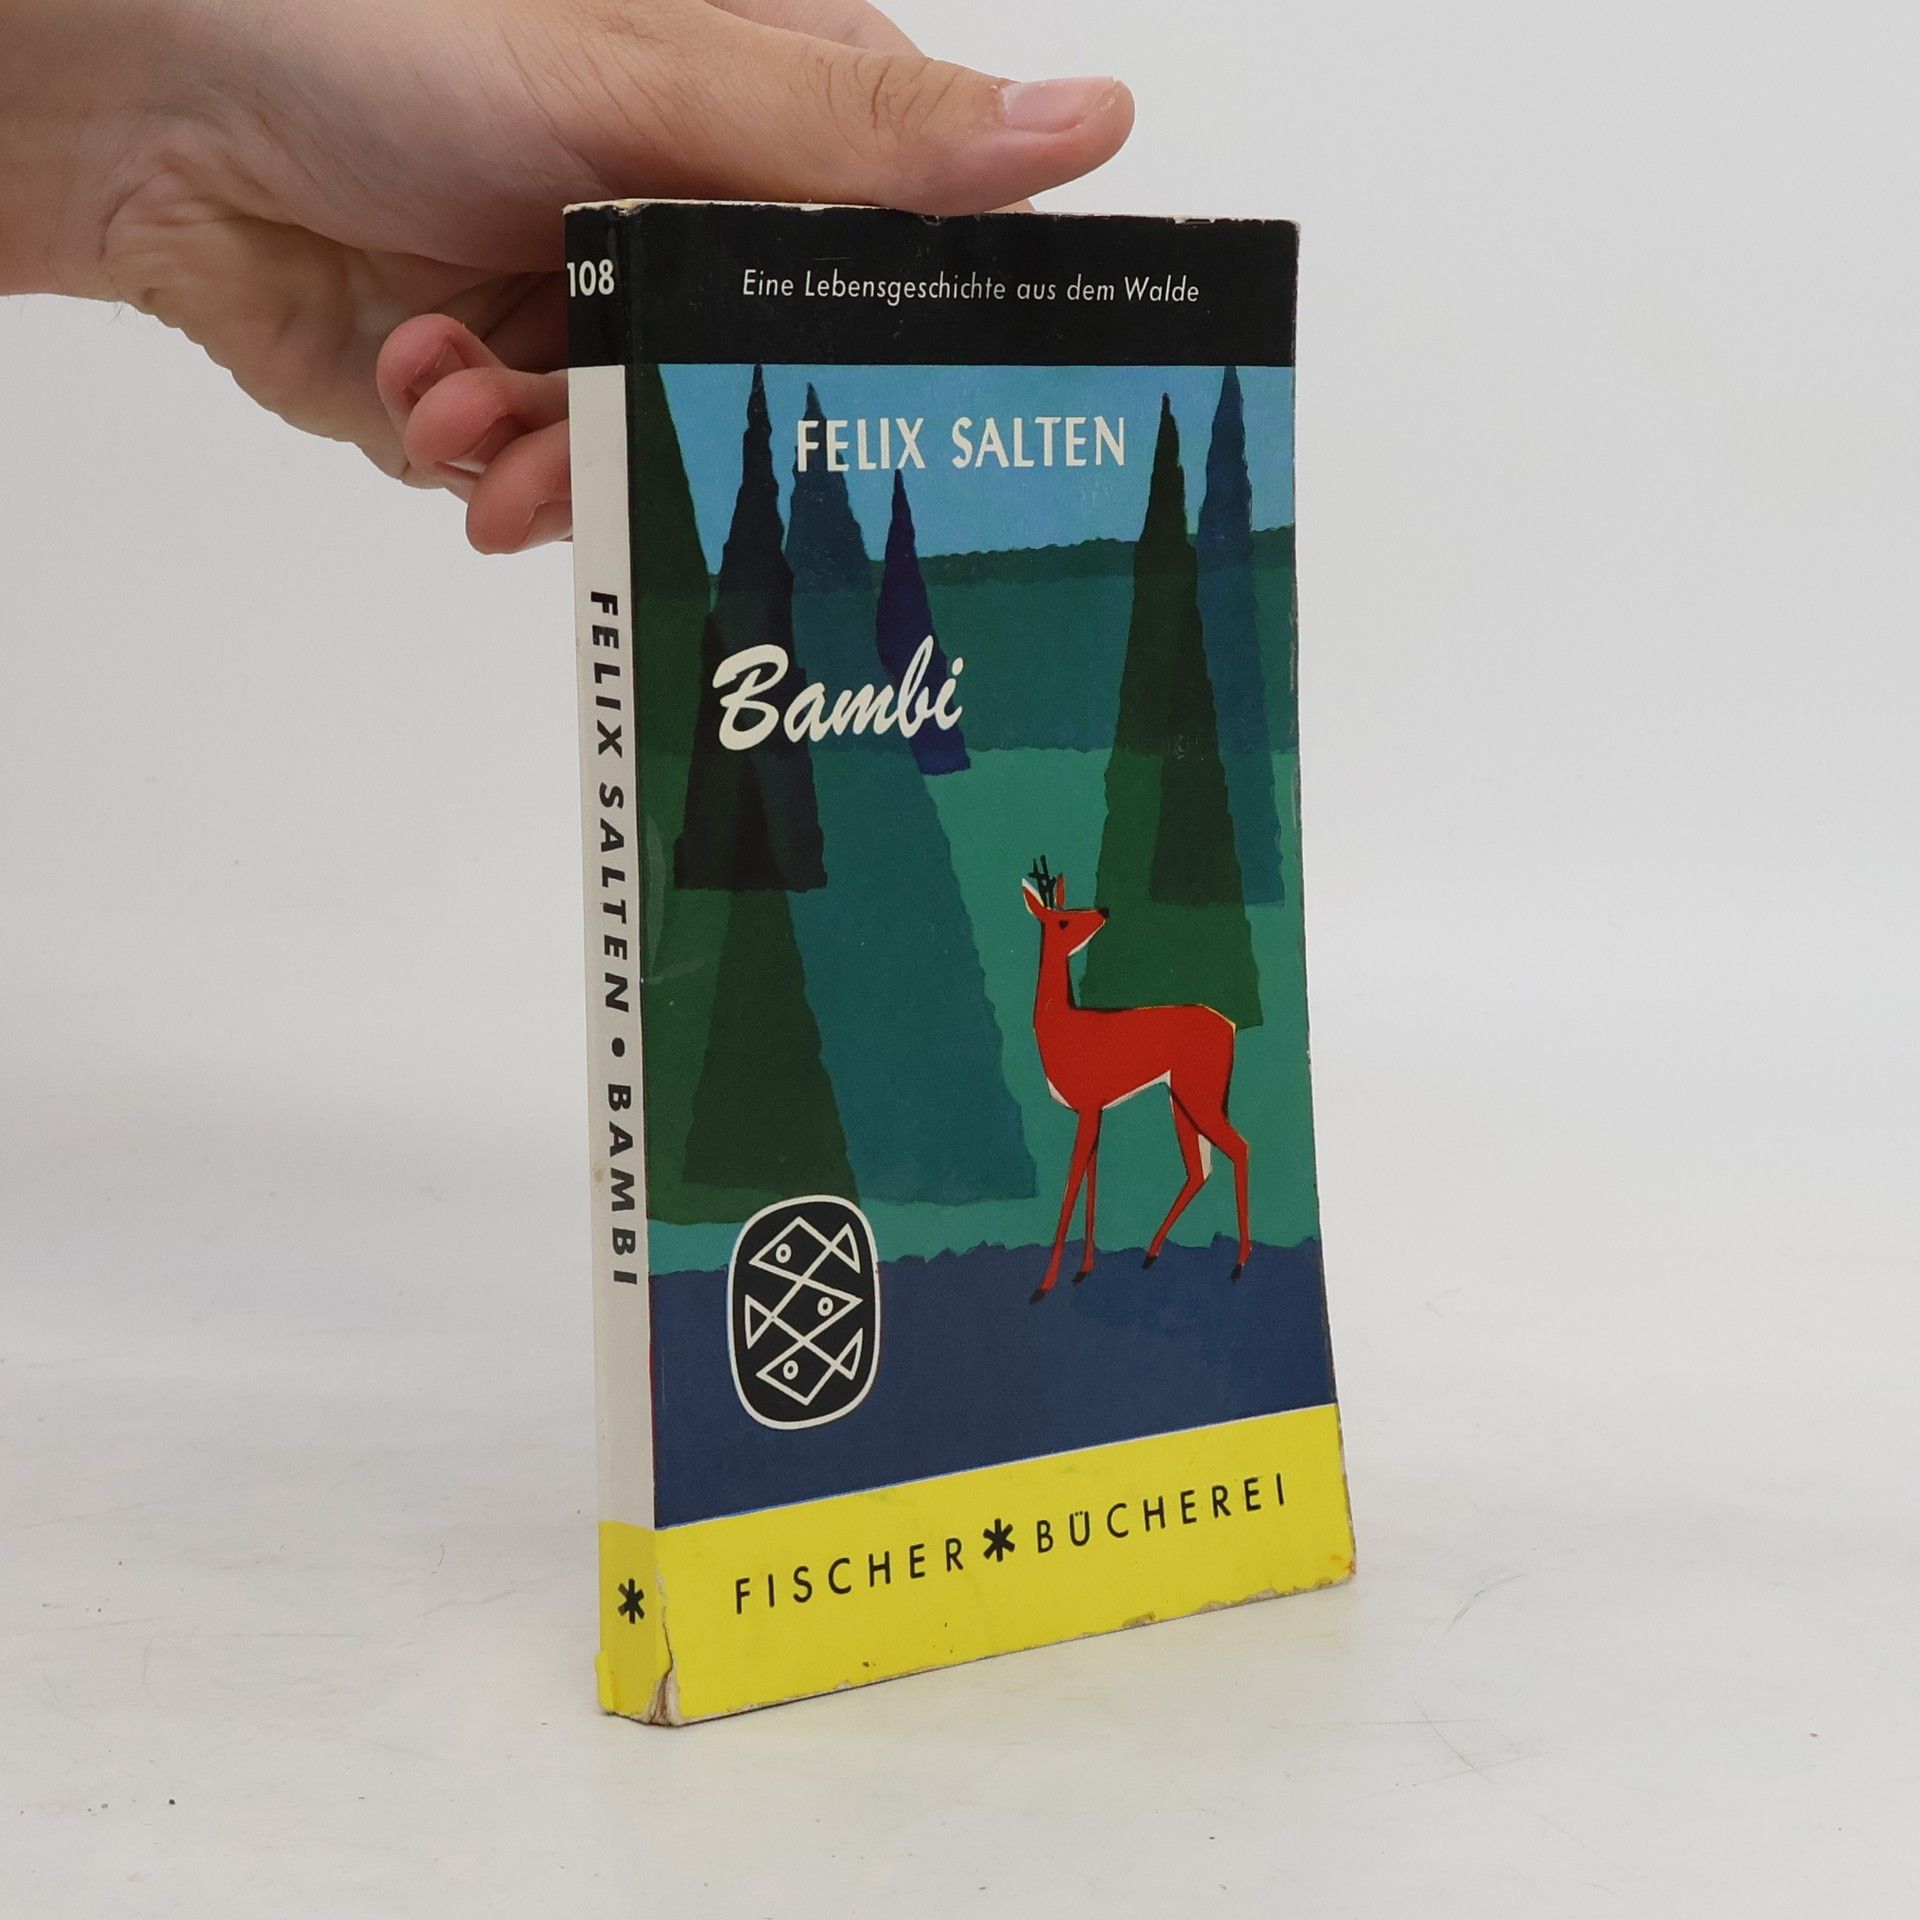 108
Eine Lebensgeschichte aus dem Walde
FELIX SALTEN
Bambi
FELIX SALTEN • BAMBI
FISCHER * BÜCHEREI
*